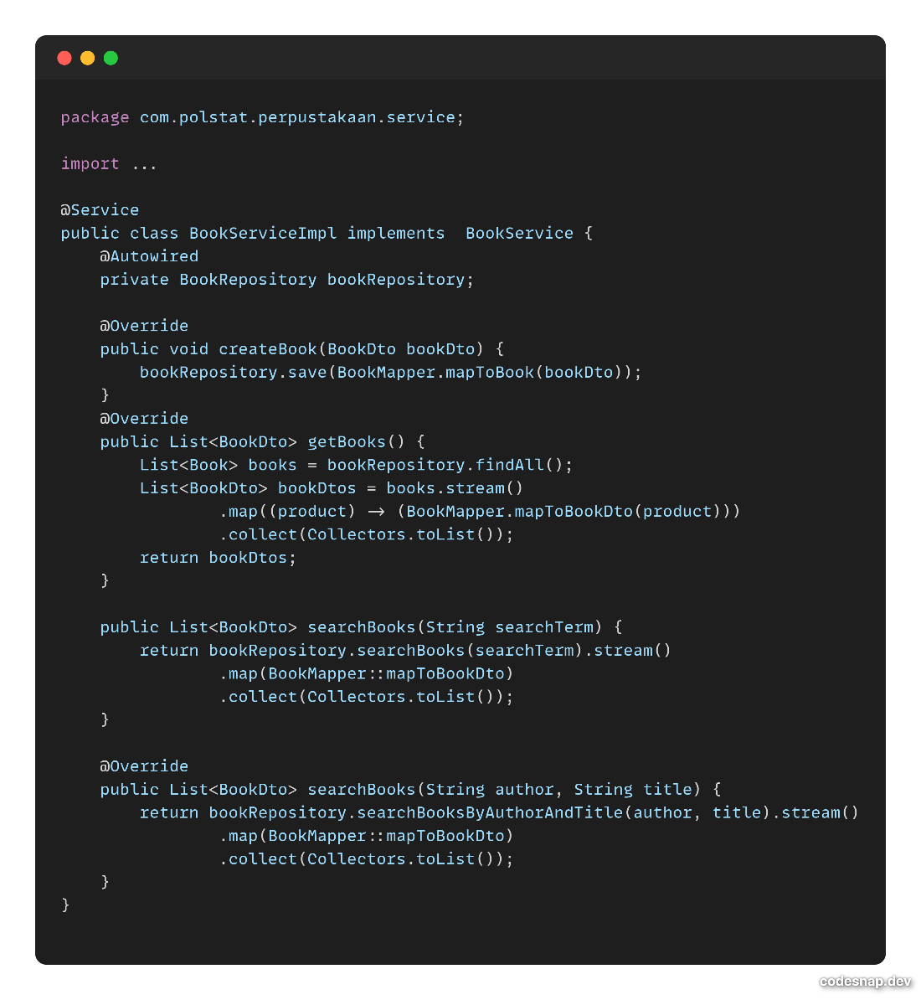 package com.polstat.perpustakaan.service;
import ...
@Service
public class BookServiceImpl implements  BookService {
    @Autowired
    private BookRepository bookRepository;
    @Override
    public void createBook(BookDto bookDto) {
        bookRepository.save(BookMapper.mapToBook(bookDto));
    }
    @Override
    public List<BookDto> getBooks() {
        List<Book> books = bookRepository.findAll();
        List<BookDto> bookDtos = books.stream()
                .map((product) -> (BookMapper.mapToBookDto(product)))
                .collect(Collectors.toList());
        return bookDtos;
    }
    public List<BookDto> searchBooks(String searchTerm) {
        return bookRepository.searchBooks(searchTerm).stream()
                .map(BookMapper::mapToBookDto)
                .collect(Collectors.toList());
    }
    @Override
    public List<BookDto> searchBooks(String author, String title) {
        return bookRepository.searchBooksByAuthorAndTitle(author, title).stream()
                .map(BookMapper::mapToBookDto)
                .collect(Collectors.toList());
    }
}
codesnap.dev